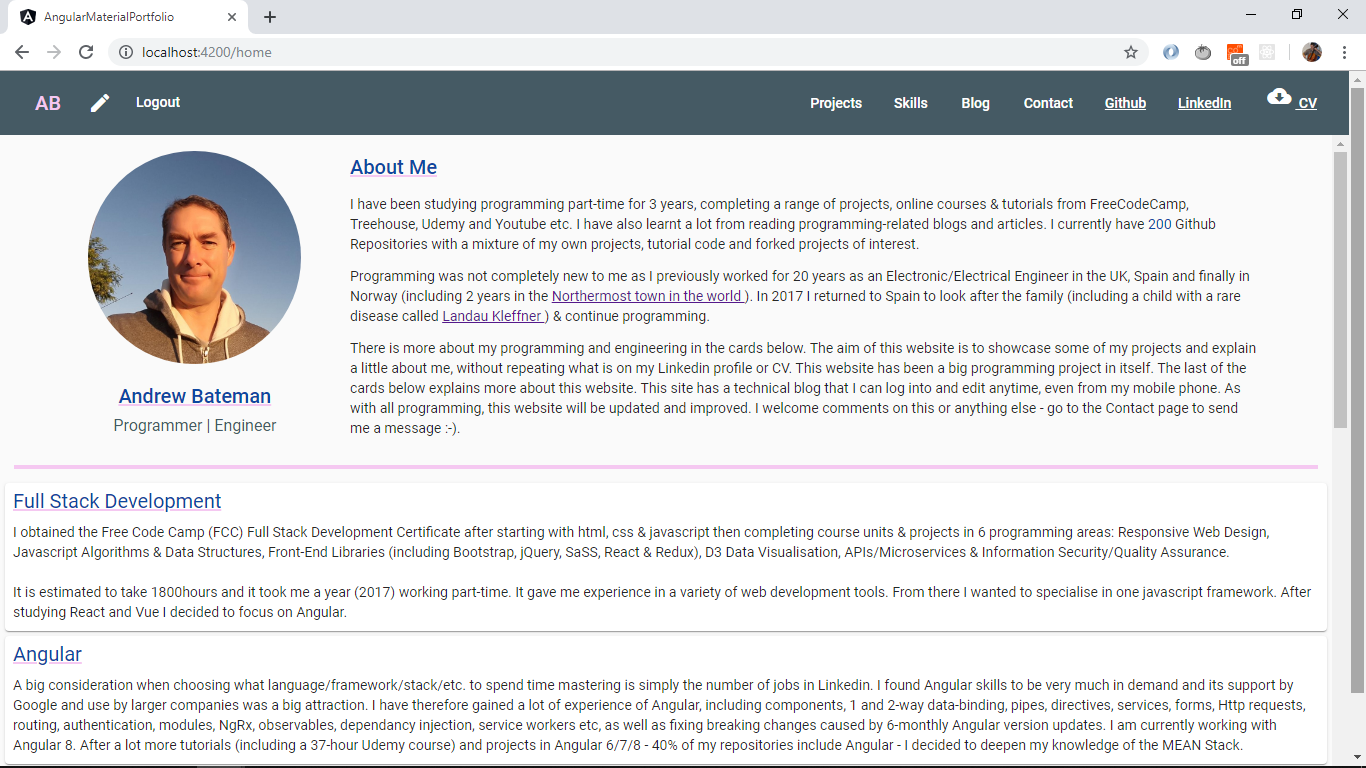 AngularMaterialPortfolio
localhost:4200/home
off
AB
Logout
Projects
Skills
Blog
Contact
Github
LinkedIn
CV
About Me
I have been studying programming part-time for 3 years, completing a range of projects, online courses & tutorials from FreeCodeCamp,
Treehouse, Udemy and Youtube etc. I have also learnt a lot from reading programming-related blogs and articles. I currently have 200 Github
Repositories with a mixture of my own projects, tutorial code and forked projects of interest.
Programming was not completely new to me as I previously worked for 20 years as an Electronic/Electrical Engineer in the UK, Spain and finally in
Norway (including 2 years in the Northermost town in the world ). In 2017 I returned to Spain to look after the family (including a child with a rare
disease called Landau Kleffner ) & continue programming.
There is more about my programming and engineering in the cards below. The aim of this website is to showcase some of my projects and explain
a little about me, without repeating what is on my Linkedin profile or CV. This website has been a big programming project in itself. The last of the
cards below explains more about this website. This site has a technical blog that I can log into and edit anytime, even from my mobile phone. As
with all programming, this website will be updated and improved. I welcome comments on this or anything else - go to the Contact page to send
me a message :-).
Andrew Bateman
Programmer | Engineer
Full Stack Development
I obtained the Free Code Camp (FCC) Full Stack Development Certificate after starting with html, css & javascript then completing course units & projects in 6 programming areas: Responsive Web Design,
Javascript Algorithms & Data Structures, Front-End Libraries (including Bootstrap, jQuery, SaSS, React & Redux), D3 Data Visualisation, APIs/Microservices & Information Security/Quality Assurance.
It is estimated to take 1800hours and it took me a year (2017) working part-time. It gave me experience in a variety of web development tools. From there I wanted to specialise in one javascript framework. After
studying React and Vue I decided to focus on Angular.
Angular
A big consideration when choosing what language/framework/stack/etc. to spend time mastering is simply the number of jobs in Linkedin. I found Angular skills to be very much in demand and its support by
Google and use by larger companies was a big attraction. I have therefore gained a lot of experience of Angular, including components, 1 and 2-way data-binding, pipes, directives, services, forms, Http requests,
routing, authentication, modules, NgRx, observables, dependancy injection, service workers etc, as well as fixing breaking changes caused by 6-monthly Angular version updates. I am currently working with
Angular 8. After a lot more tutorials (including a 37-hour Udemy course) and projects in Angular 6/7/8 - 40% of my repositories include Angular - I decided to deepen my knowledge of the MEAN Stack.